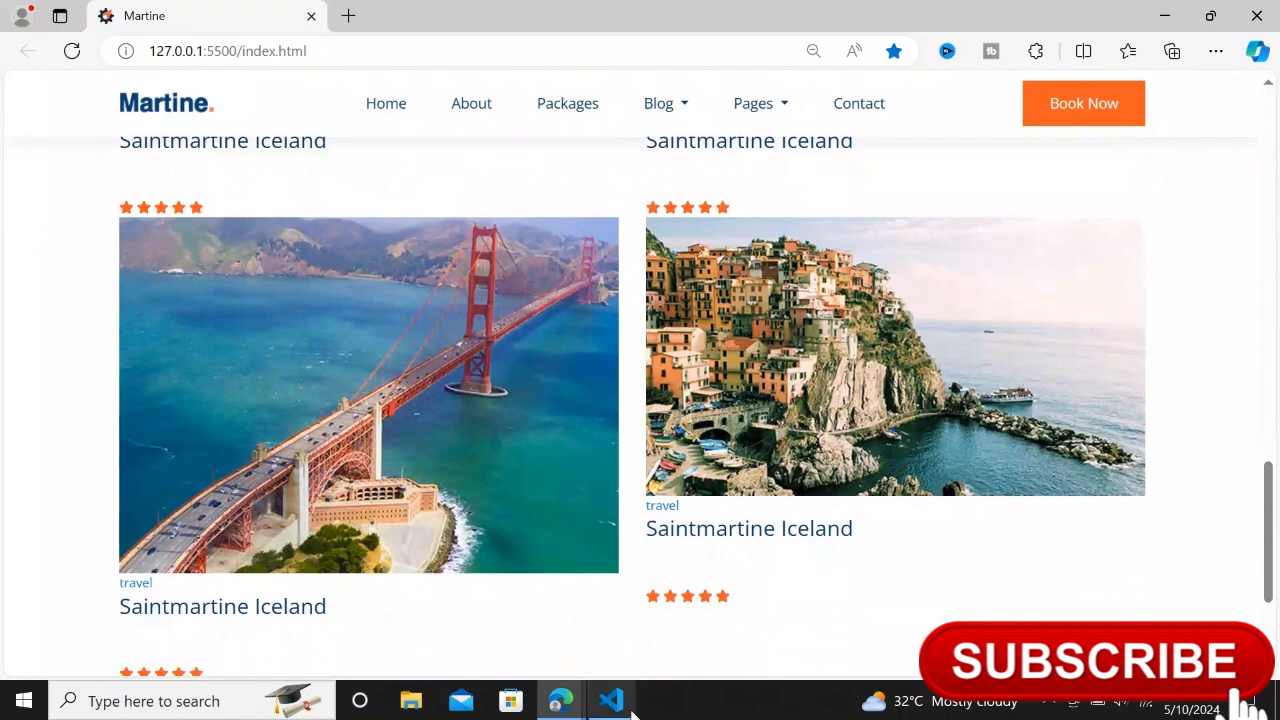 Martine
127.0.0.1:5500/index.html
Martine.
Home
About
Packages
Blog
Pages
Contact
Book Now
Saintmartine Iceland
Saintmartine Iceland
travel
Saintmartine Iceland
travel
Saintmartine Iceland
SUBSCRIBE
Type here to search
32°C Mostly cloudy
5/10/2024